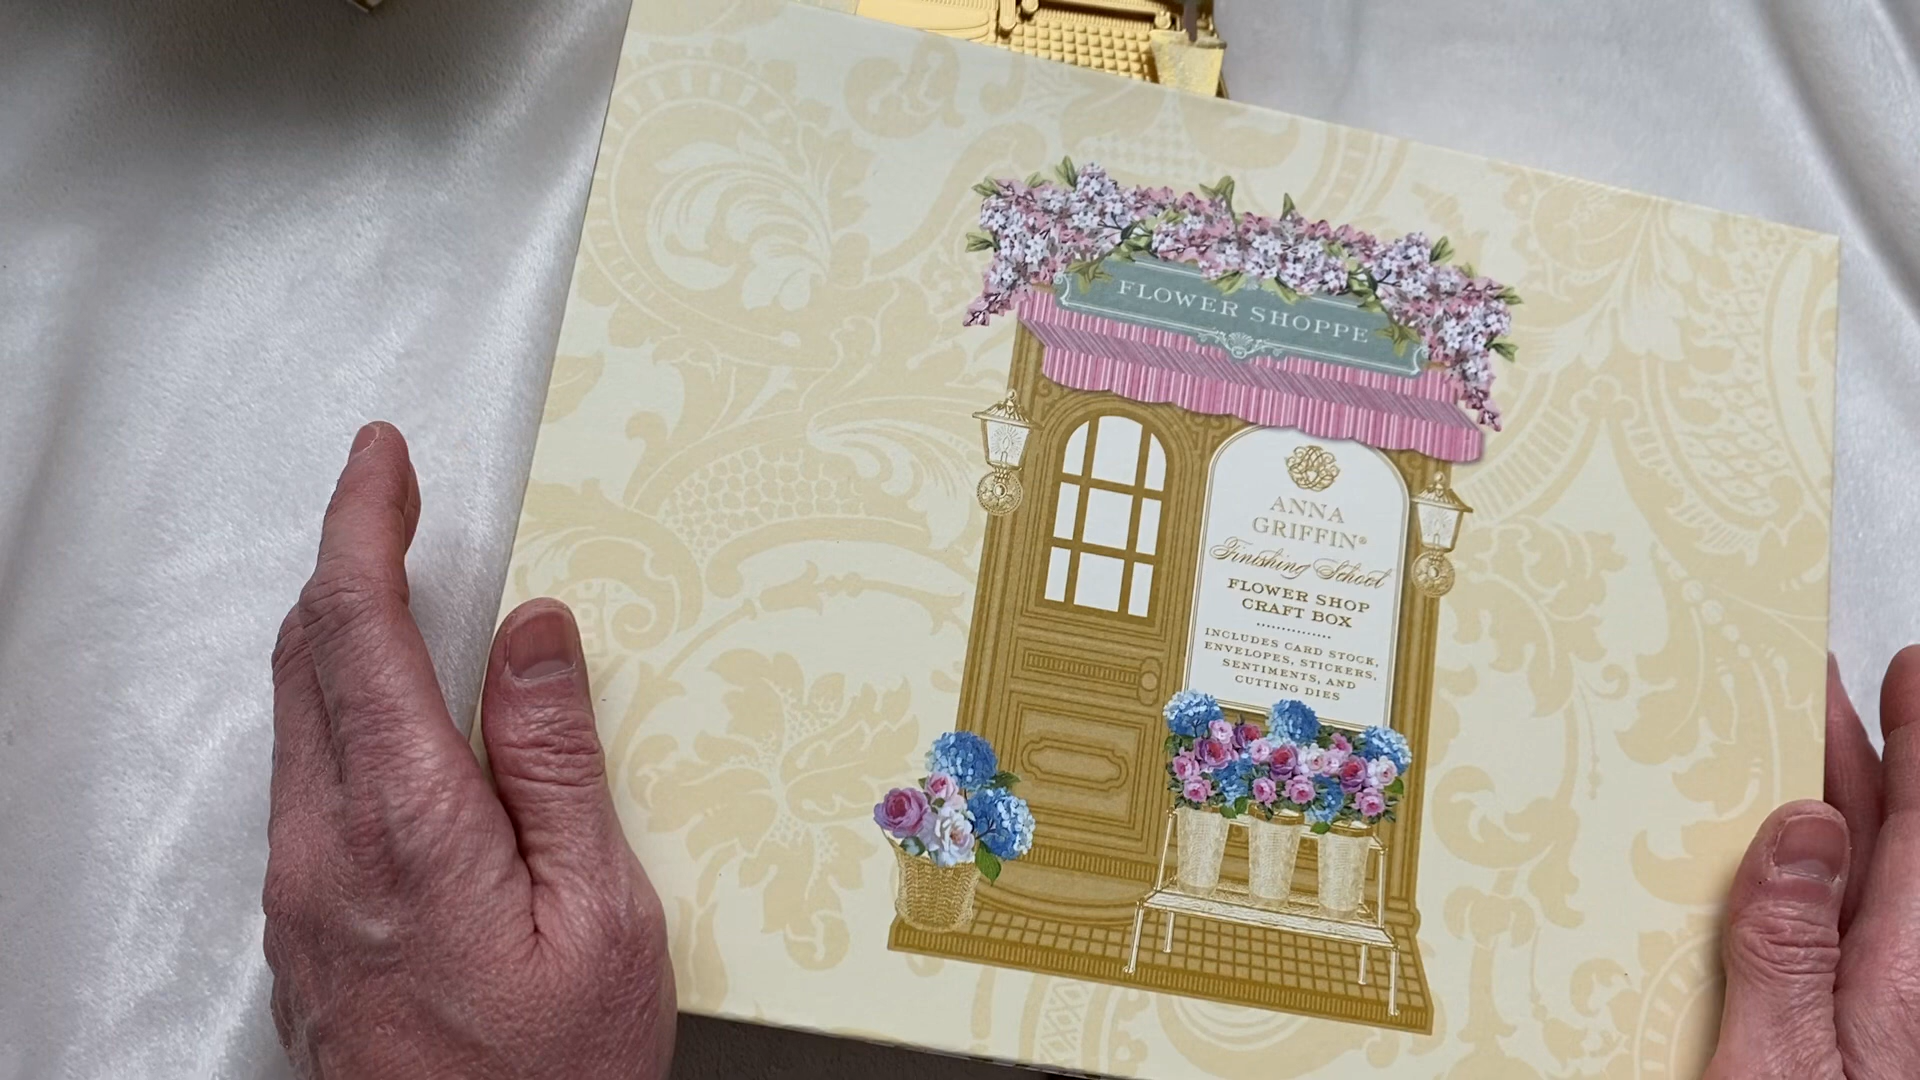 FLOWER SHOPPE
ANNA
GRIFFIN®
Finishing School
FLOWER SHOP
CRAFT BOX
INCLUDES CARD STOCK,
ENVELOPES, STICKERS,
SENTIMENTS, AND
CUTTING DIES